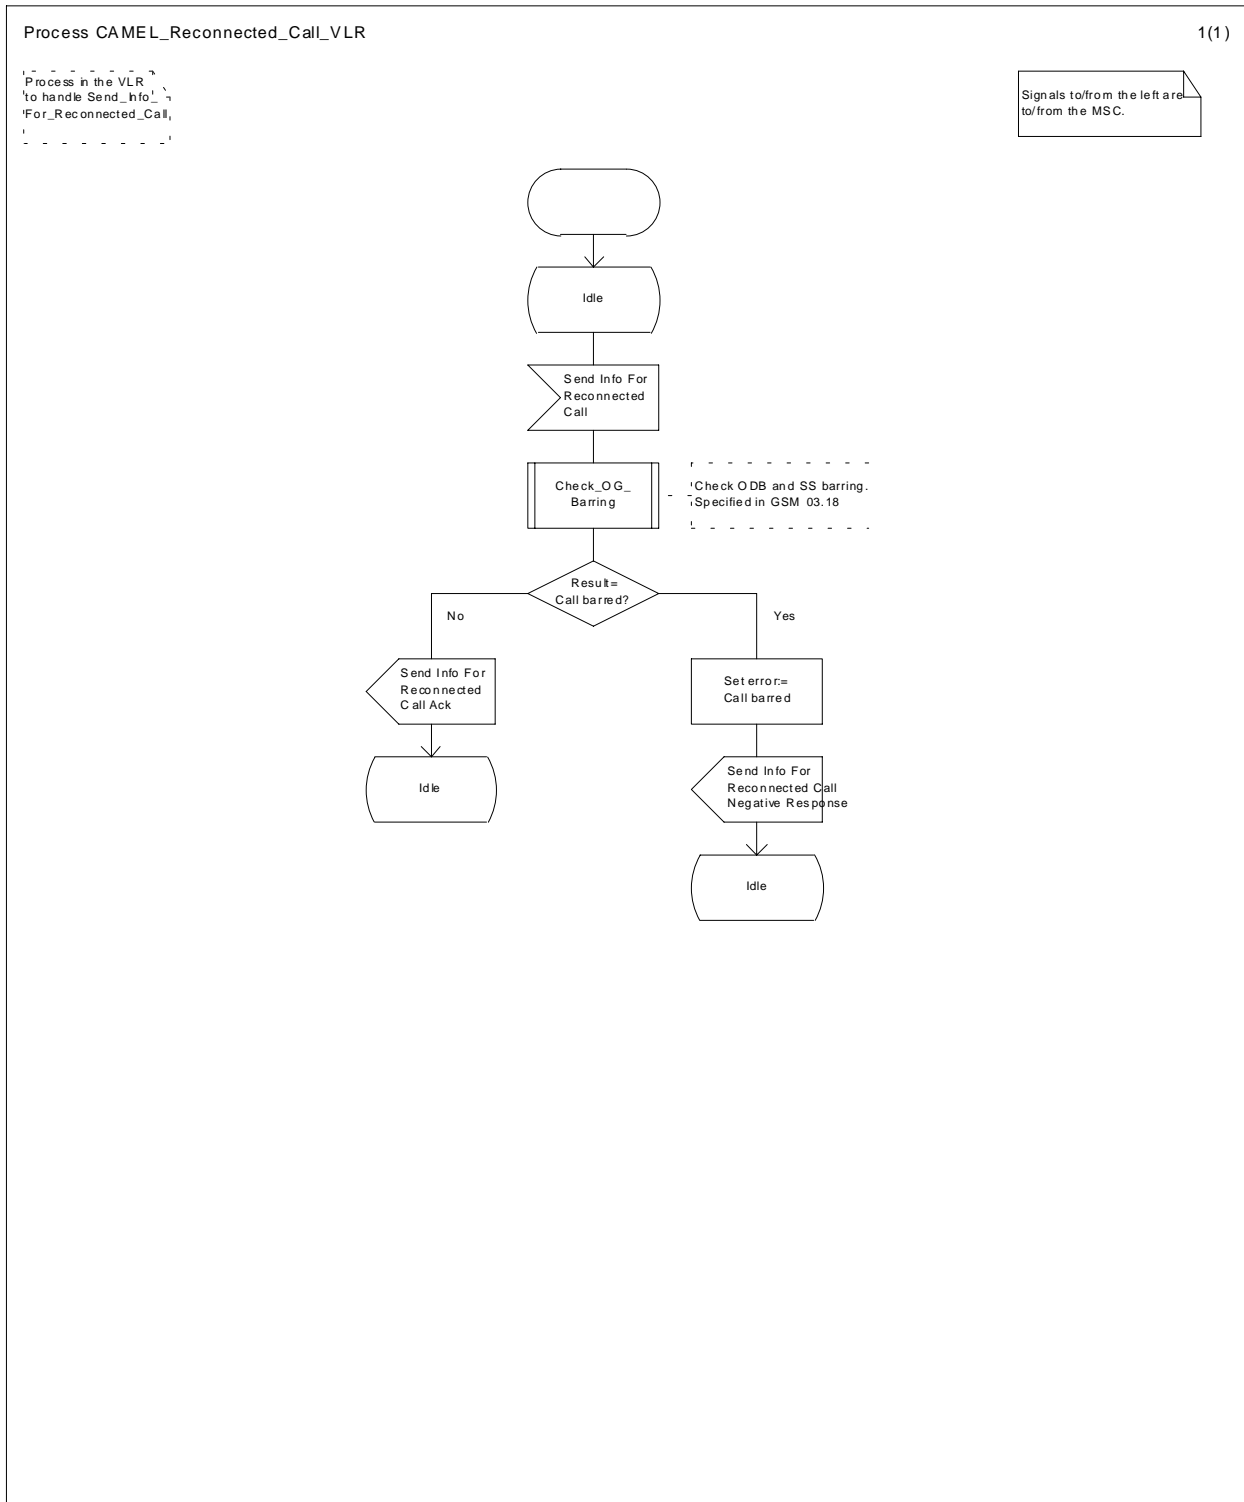 Process CAMEL_Reconnected_Call_VLR
1(1)
Process in the VLR
to handle Send_Info_
For_Reconnected_Call
Signals to/from the left are
to/from the MSC.
Idle
Send Info For
Reconnected
Call
Check_OG_
Barring
Check ODB and SS barring.
Specified in GSM 03.18
Result=
Call barred?
No
Yes
Send Info For
Reconnected
Call Ack
Set error:=
Call barred
Idle
Send Info For
Reconnected Call
Negative Response
Idle